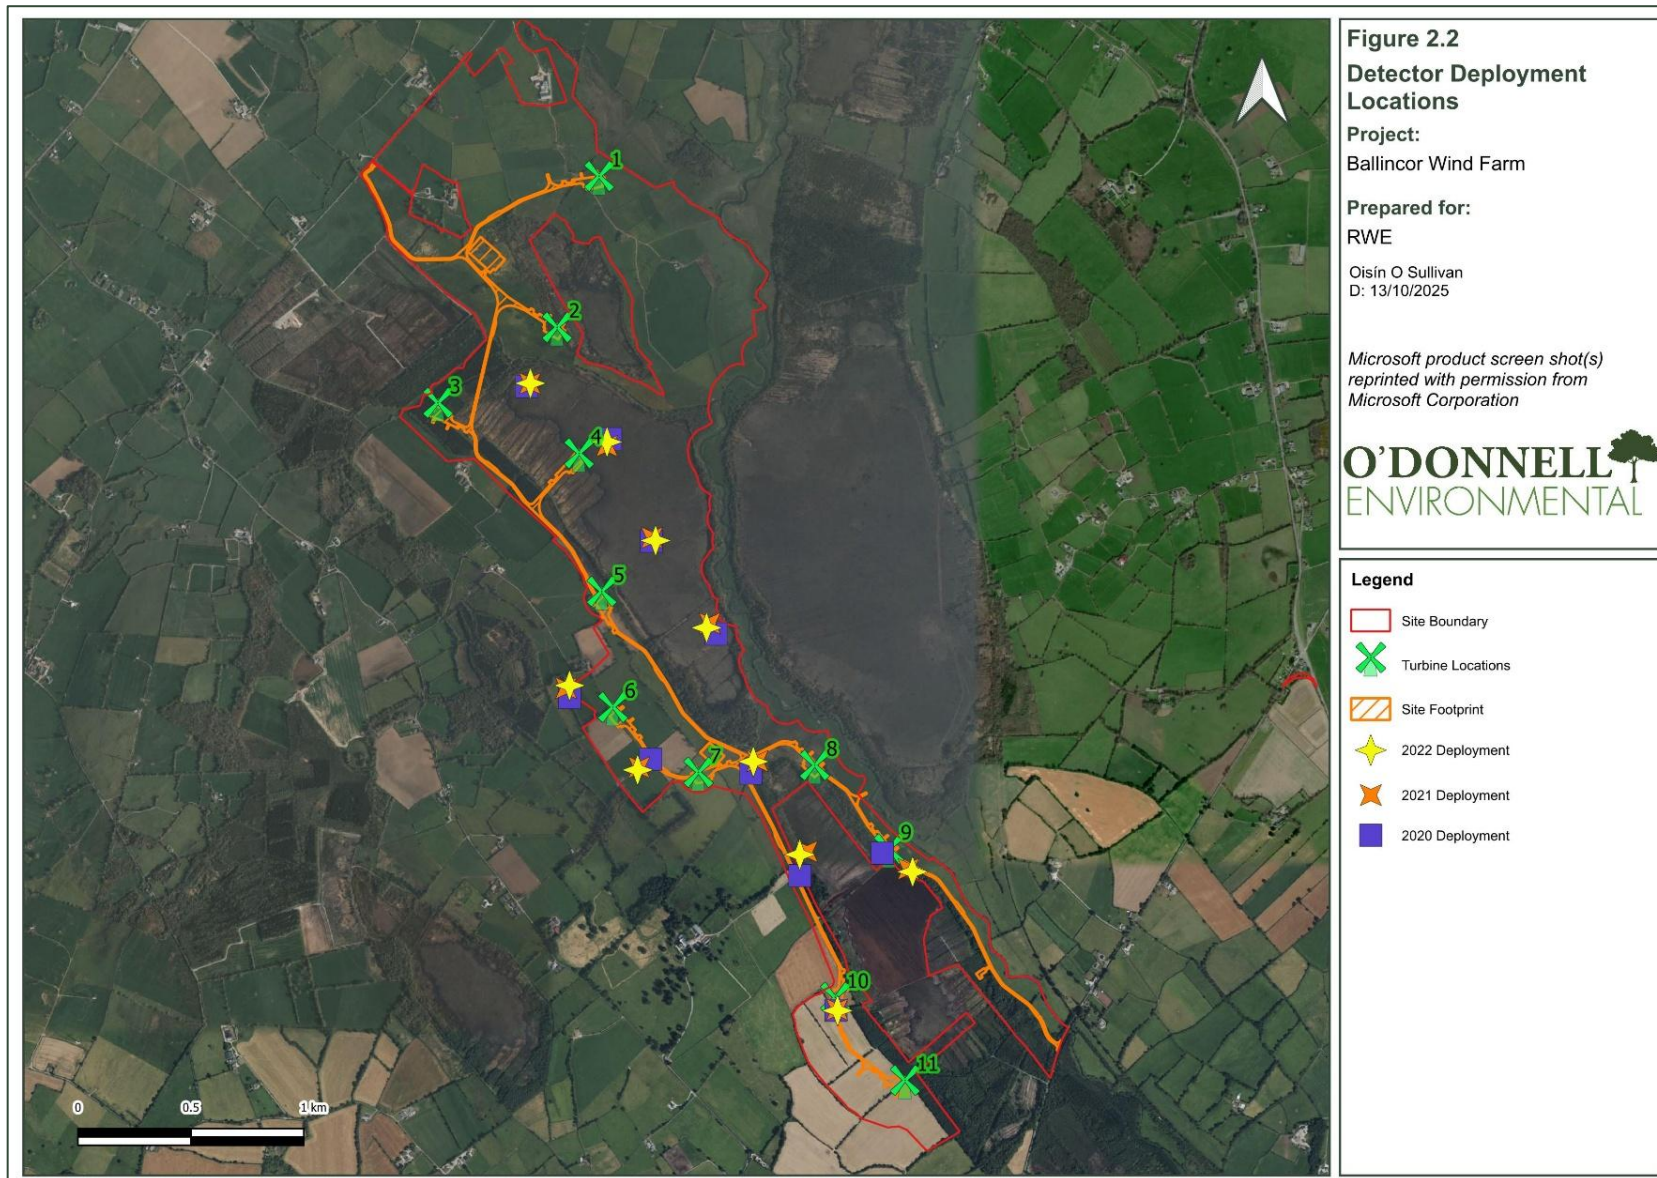 Figure 2.2
Detector Deployment
Locations
Project:
Ballincor Wind Farm
Prepared for:
RWE
Oisín O Sullivan
D: 13/10/2025
Microsoft product screen shot(s)
reprinted with permission from
Microsoft Corporation
O'DONNELL
ENVIRONMENTAL
Legend
Site Boundary
Turbine Locations
Site Footprint
2022 Deployment
2021 Deployment
2020 Deployment
1
2
3
4
5
6
7
8
9
10
11
0 0.5 1 km